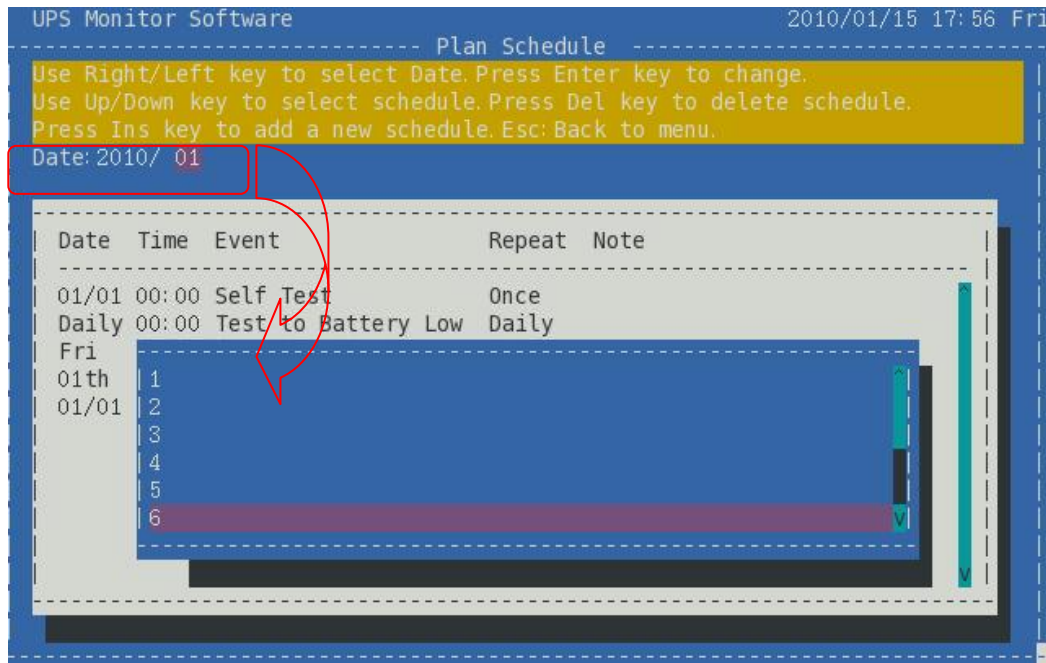 UPS Monitor Software 2010/01/15 17:56 Fri
Plan Schedule
Use Right/Left key to select Date. Press Enter key to change.
Use Up/Down key to select schedule. Press Del key to delete schedule.
Press Ins key to add a new schedule. Esc: Back to menu.
Date: 2010/ 01
Date Time Event Repeat Note
01/01 00:00 Self Test Once
Daily 00:00 Test to Battery Low Daily
Fri
01th
01/01
1
2
3
4
5
6